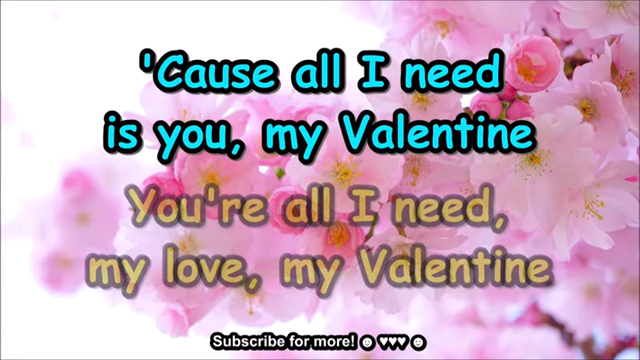 'Cause all I need
is you, my Valentine
You're all I need,
my love, my Valentine
Subscribe for more! ☻ ♥♥♥ ☻